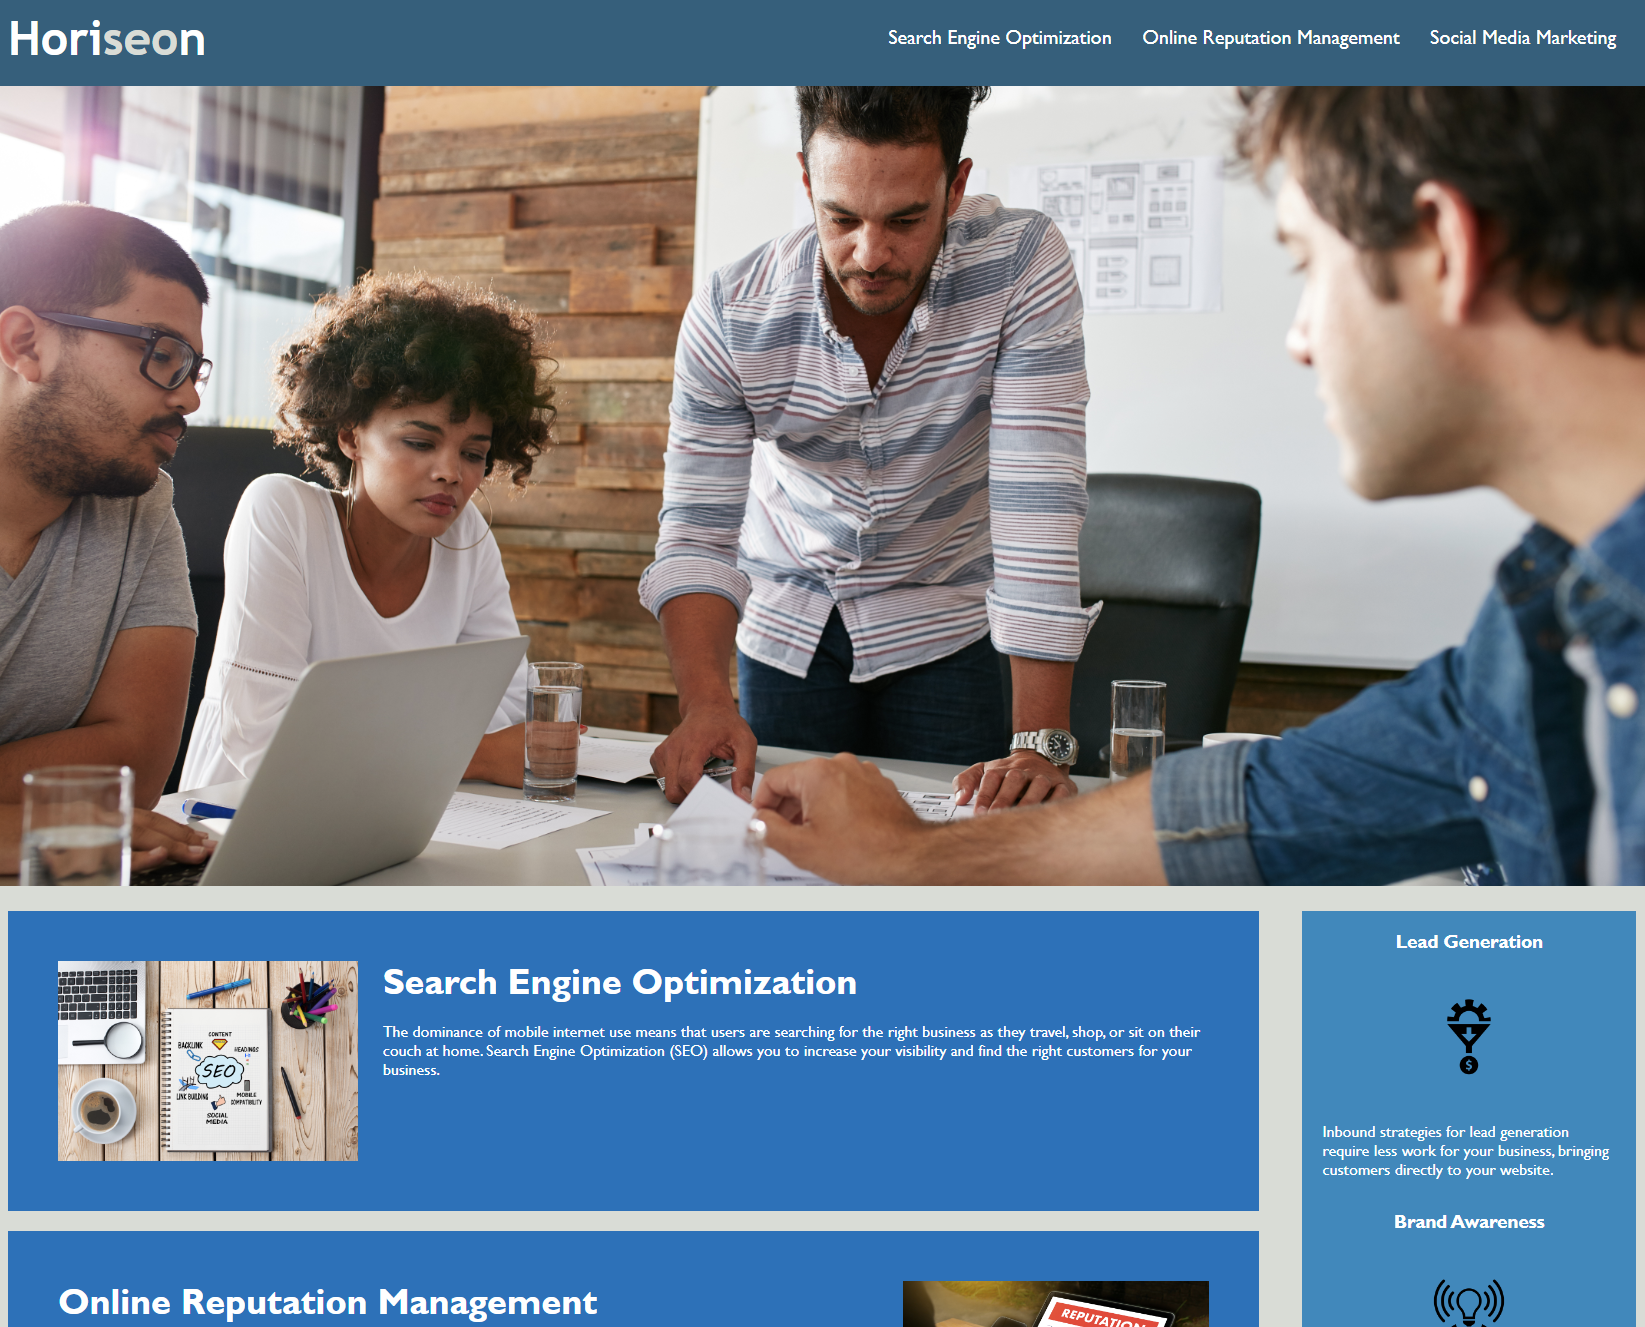 Horiseon
Search Engine Optimization
Online Reputation Management
Social Media Marketing
Search Engine Optimization
The dominance of mobile internet use means that users are searching for the right business as they travel, shop, or sit on their
couch at home. Search Engine Optimization (SEO) allows you to increase your visibility and find the right customers for your
business.
CONTENT
BACKLINK
HEADINGS
SEO
LINK BUILDING
MOBILE
COMPATIBILITY
SOCIAL
MEDIA
Lead Generation
$
Inbound strategies for lead generation
require less work for your business, bringing
customers directly to your website.
Brand Awareness
Online Reputation Management
REPUTATION